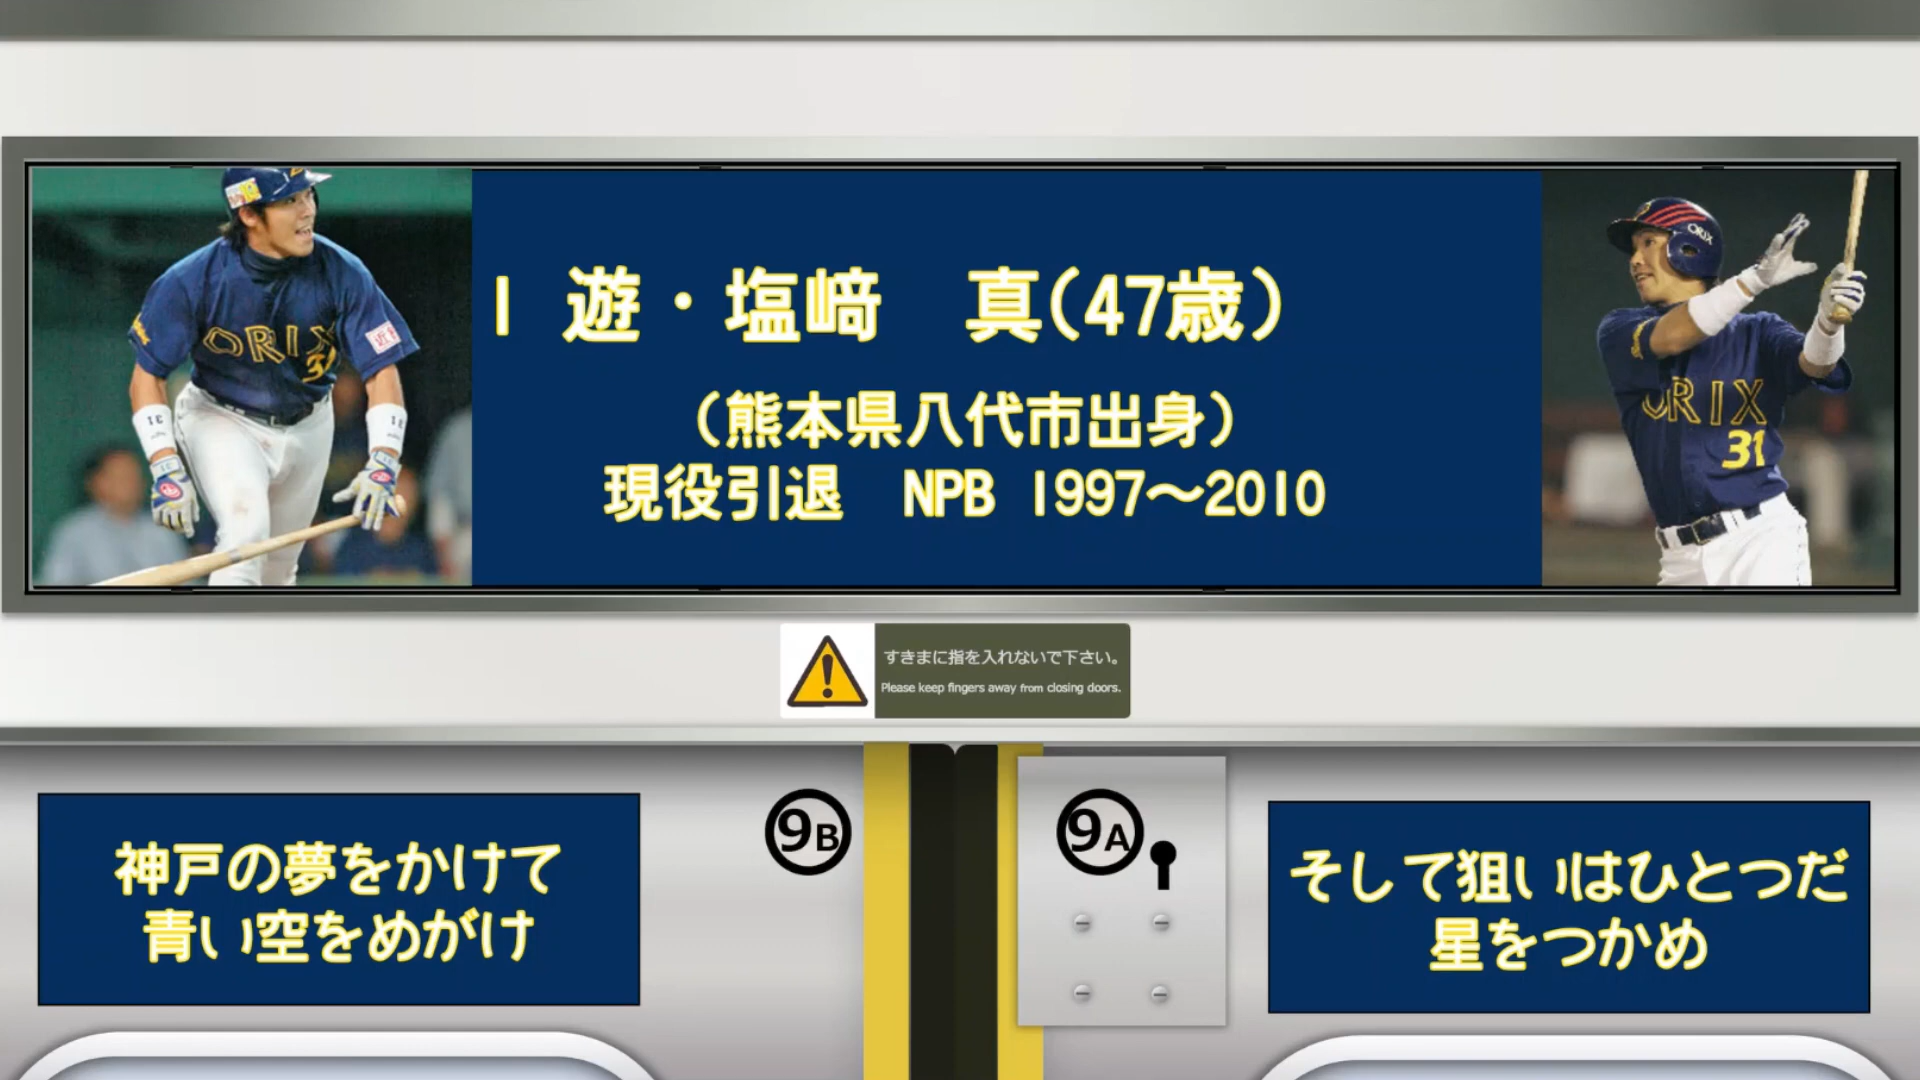 1 遊・塩﨑　真(47歳)
(熊本県八代市出身)
現役引退　NPB 1997〜2010
ORIX
31
ORIX
ORIX
31
すきまに指を入れないで下さい。
Please keep fingers away from closing doors.
9B
9A
神戸の夢をかけて
青い空をめがけ
そして狙いはひとつだ
星をつかめ